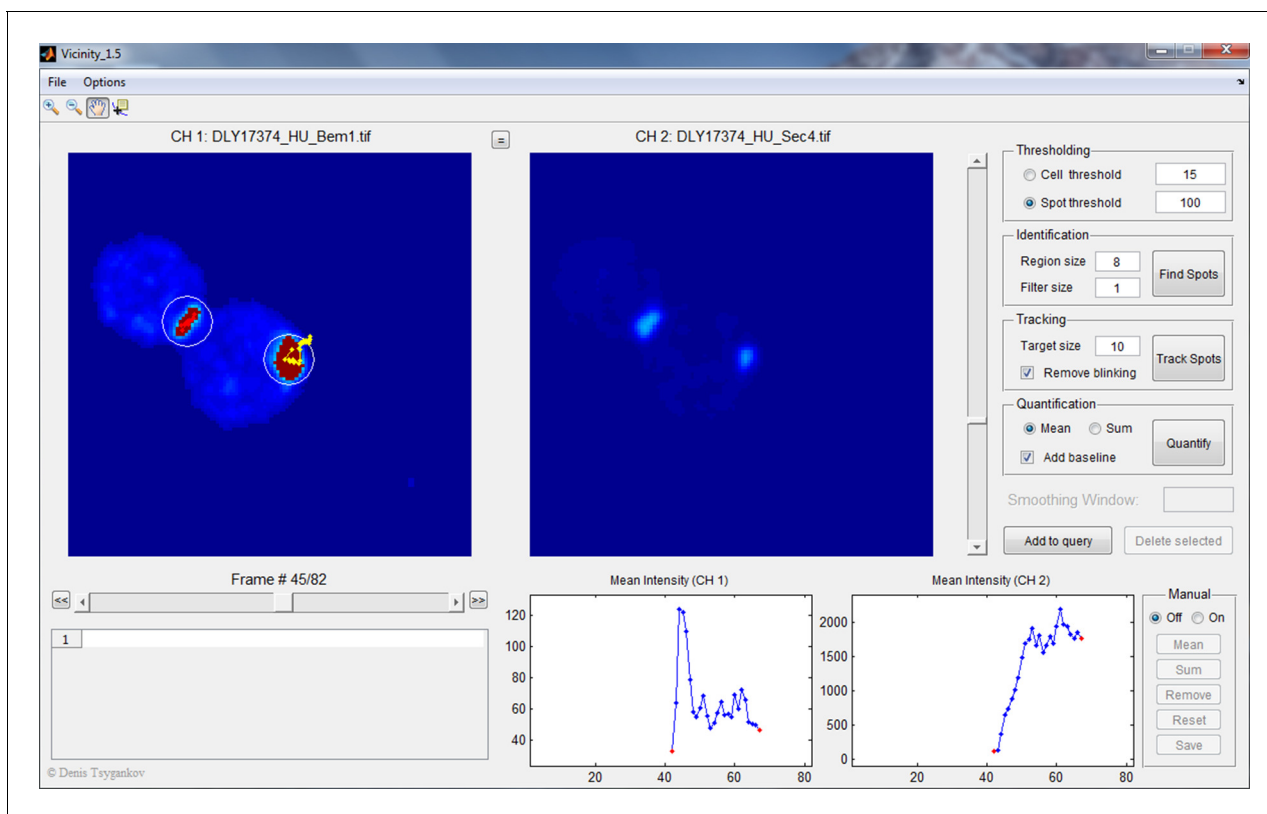 Vicinity_1.5
File Options
CH 1: DLY17374_HU_Bem1.tif
=
CH 2: DLY17374_HU_Sec4.tif
Thresholding
Cell threshold 15
Spot threshold 100
Identification
Region size 8
Filter size 1
Find Spots
Tracking
Target size 10
Remove blinking
Track Spots
Quantification
Mean Sum
Add baseline
Quantify
Smoothing Window:
Add to query Delete selected
Frame # 45/82
<< >>
1
© Denis Tsygankov
Mean Intensity (CH 1)
120
100
80
60
40
20 40 60 80
Mean Intensity (CH 2)
2000
1500
1000
500
0
20 40 60 80
Manual
Off On
Mean
Sum
Remove
Reset
Save